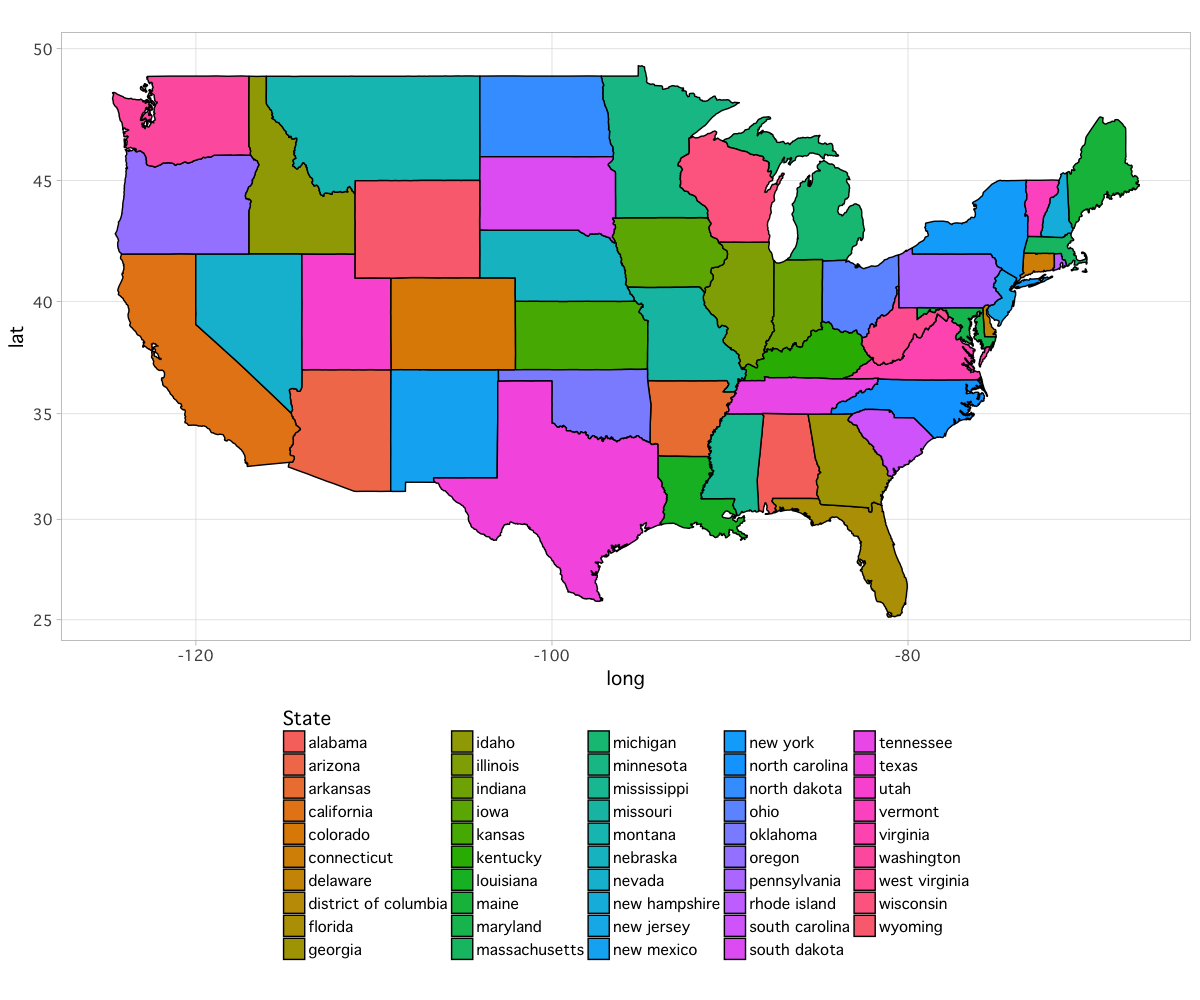 50
45
40
35
30
25
lat
-120 -100 -80
long
State
alabama idaho michigan new york tennessee
arizona illinois minnesota north carolina texas
arkansas indiana mississippi north dakota utah
california iowa missouri ohio vermont
colorado kansas montana oklahoma virginia
connecticut kentucky nebraska oregon washington
delaware louisiana nevada pennsylvania west virginia
district of columbia maine new hampshire rhode island wisconsin
florida maryland new jersey south carolina wyoming
georgia massachusetts new mexico south dakota